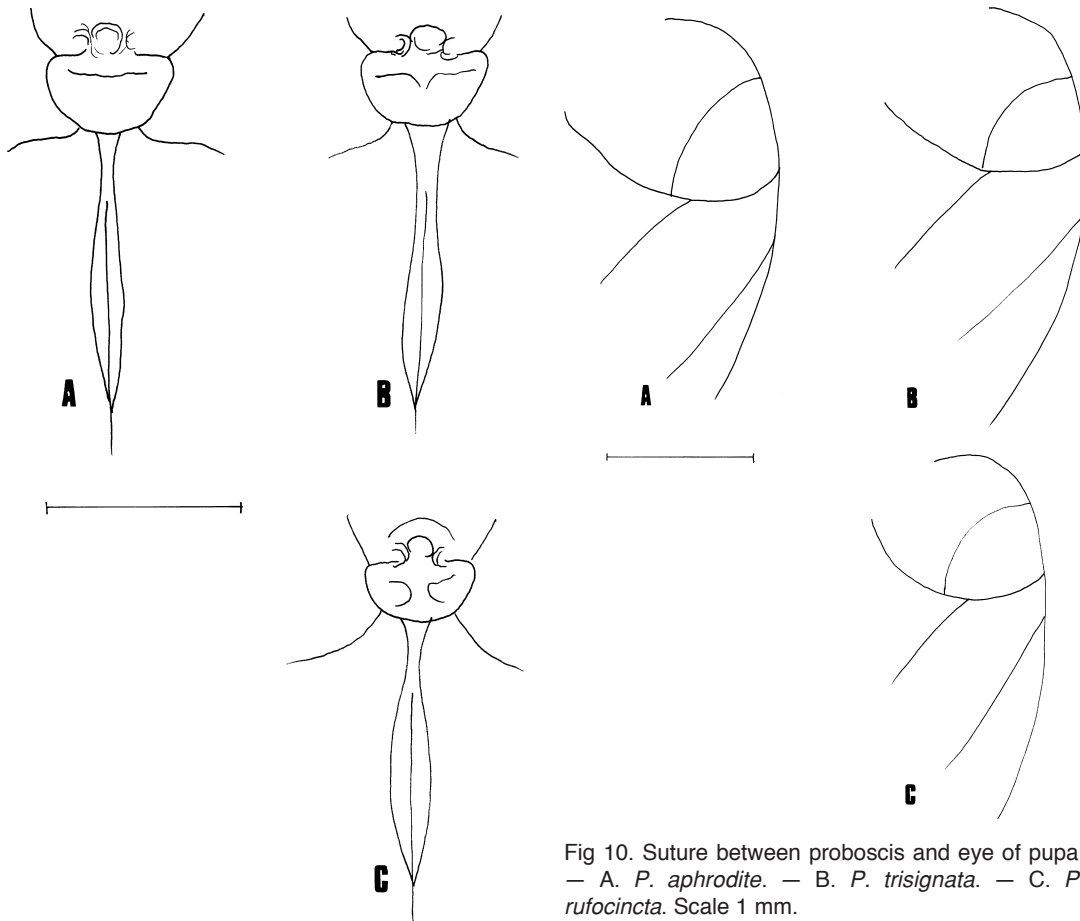 A
B
A
B
C
C
Fig 10. Suture between proboscis and eye of pupa
— A. P. aphrodite. — B. P. trisignata. — C. P
rufocincta. Scale 1 mm.